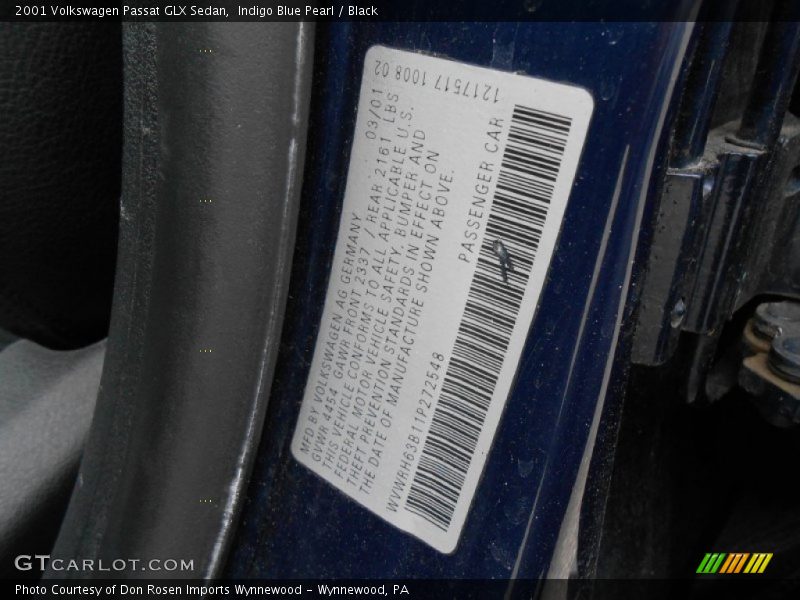 2001 Volkswagen Passat GLX Sedan,  Indigo Blue Pearl / Black
1217517 1008 02
MFD BY VOLKSWAGEN AG GERMANY 03/01
GVWR 4454 GAWR FRONT 2337 / REAR 2161 LBS
THIS VEHICLE CONFORMS TO ALL APPLICABLE U.S.
FEDERAL MOTOR VEHICLE SAFETY, BUMPER AND
THEFT PREVENTION STANDARDS IN EFFECT ON
THE DATE OF MANUFACTURE SHOWN ABOVE.
WVWRH63B11P272548 PASSENGER CAR
GTCARLOT.COM
Photo Courtesy of Don Rosen Imports Wynnewood - Wynnewood, PA